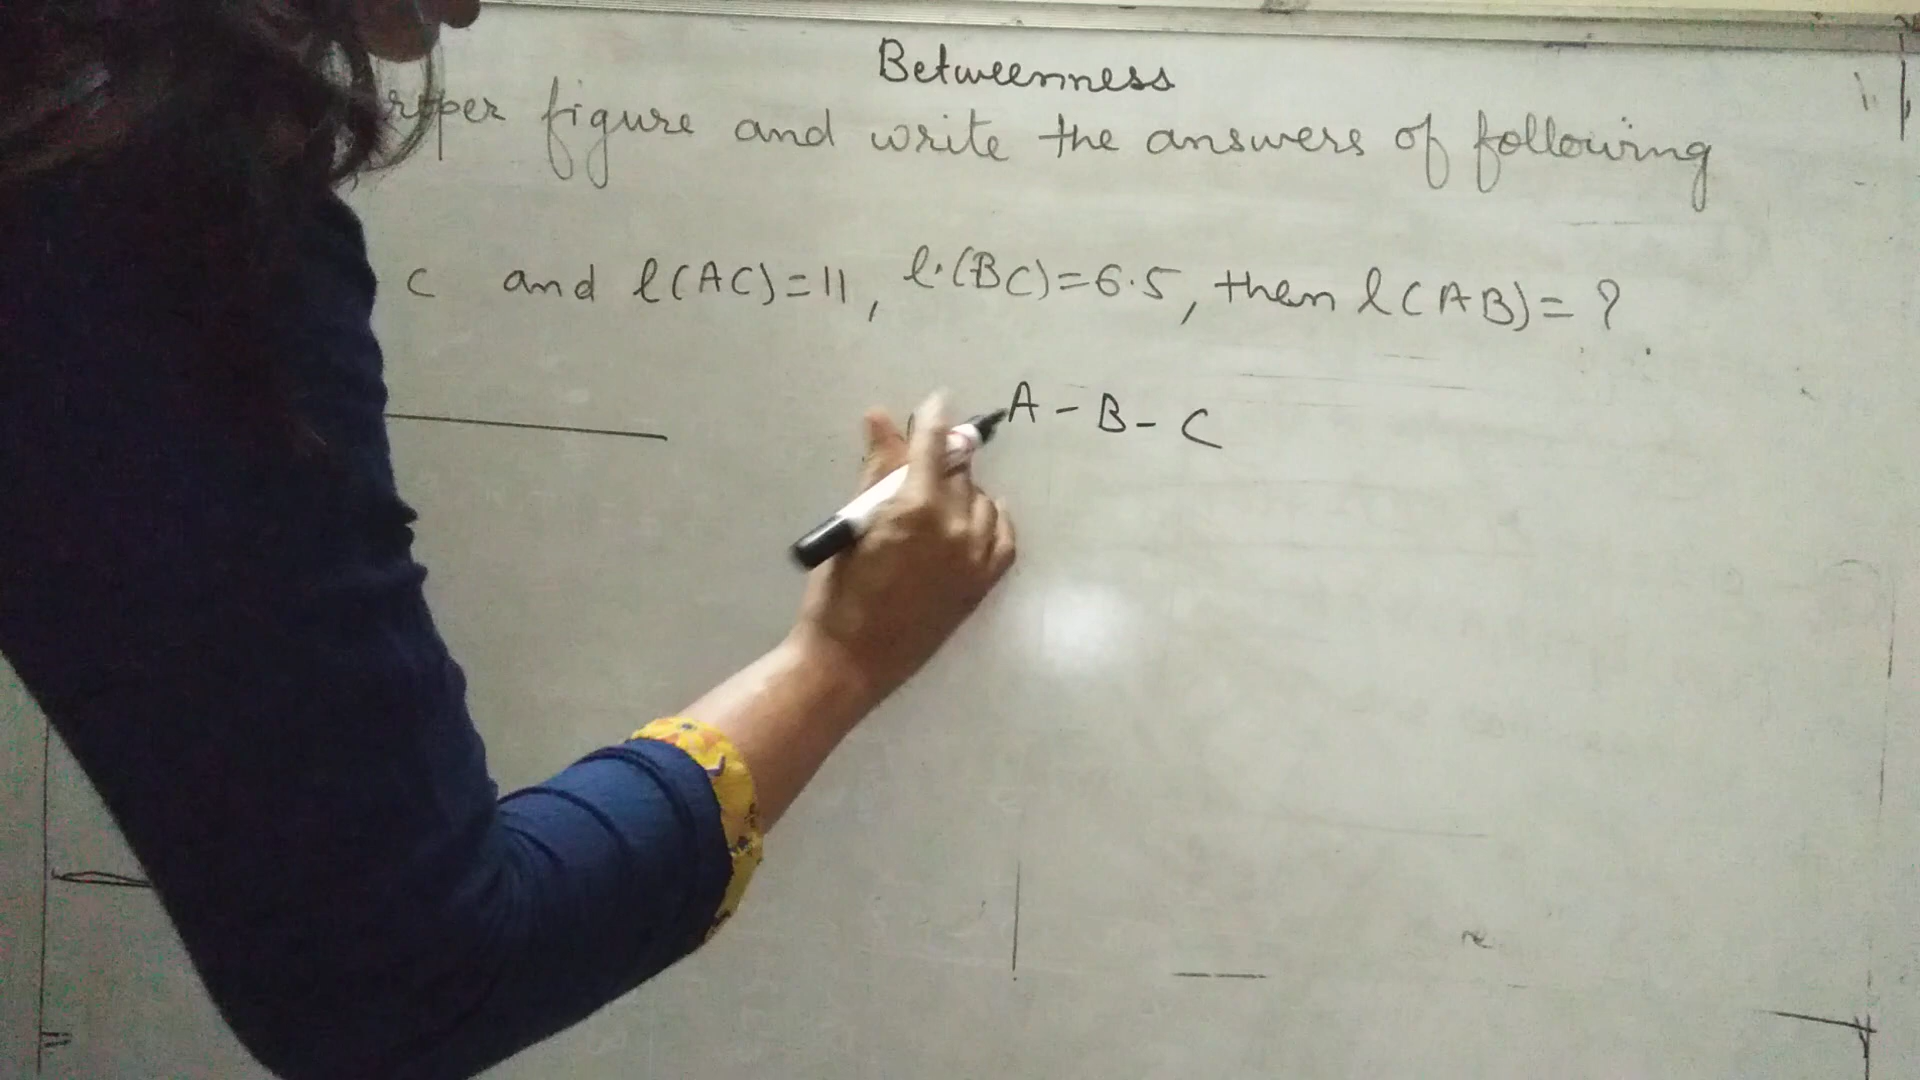 Betweenness
figure and write the answers of following
C and l(AC)=11, l.(BC)=6.5, then l(AB)= ?
A - B - C